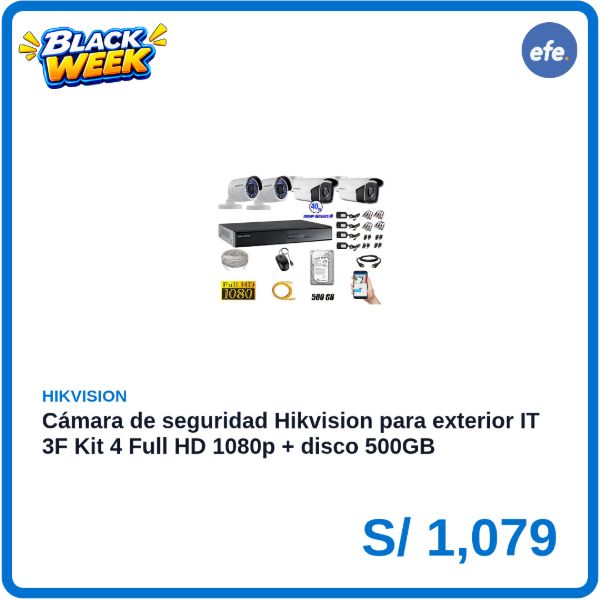 BLACK
WEEK
efe.
40
Full HD
1080
500 GB
HIKVISION
Cámara de seguridad Hikvision para exterior IT
3F Kit 4 Full HD 1080p + disco 500GB
S/ 1,079